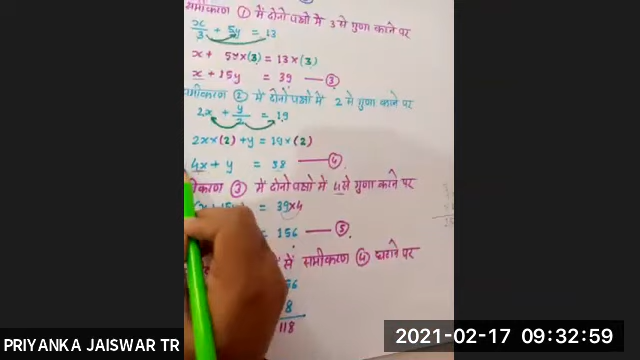 समीकरण ① में दोनो पक्षो में 3 से गुणा करने पर
x/3 + 5y = 13
x + 5y×(3) = 13×(3)
x + 15y = 39 —③
समीकरण ② में दोनों पक्षों में 2 से गुणा करने पर
2x + y/2 = 19
2x×(2) + y = 19×(2)
4x + y = 38 —④
③ में दोनों पक्षों में 4 से गुणा करने पर
= 39×4
= 156 —⑤
में से समीकरण ④ घटाने पर
56
8
118
PRIYANKA JAISWAR TR
2021-02-17 09:32:59